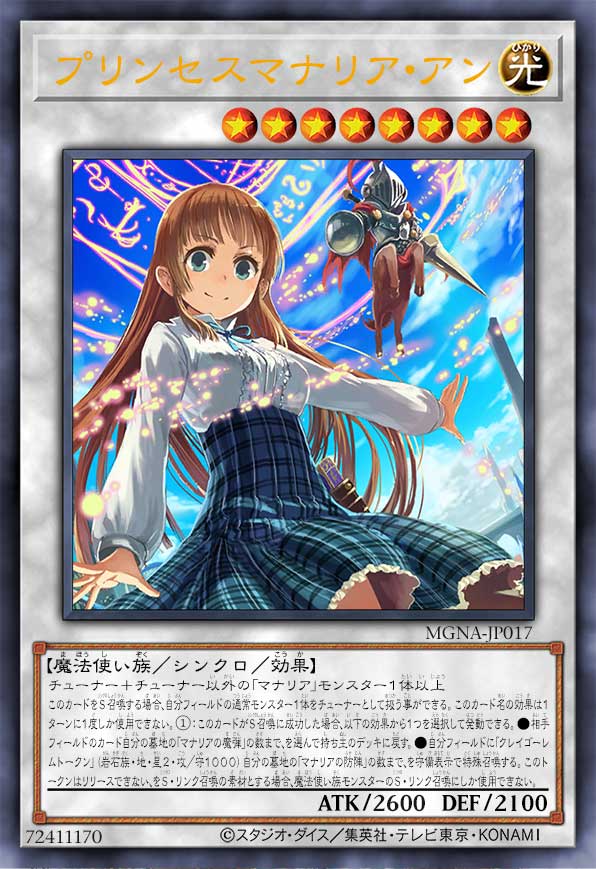 プリンセスマナリア・アン
ひかり
光
MGNA-JP017
【魔法使い族／シンクロ／効果】
チューナー＋チューナー以外の「マナリア」モンスター1体以上
このカードをS召喚する場合、自分フィールドの通常モンスター1体をチューナーとして扱う事ができる。このカード名の効果は1
ターンに1度しか使用できない。①：このカードがS召喚に成功した場合、以下の効果から1つを選択して発動できる。●相手
フィールドのカード自分の墓地の「マナリアの魔弾」の数まで、を選んで持ち主のデッキに戻す。●自分フィールドに「クレイゴーレ
ムトークン」（岩石族・地・星2・攻／守1000）自分の墓地の「マナリアの防陣」の数まで、を守備表示で特殊召喚する。このト
ークンはリリースできない、をS・リンク召喚の素材とする場合、魔法使い族モンスターのS・リンク召喚にしか使用できない。
ATK/2600 DEF/2100
72411170
©スタジオ・ダイス／集英社・テレビ東京・KONAMI